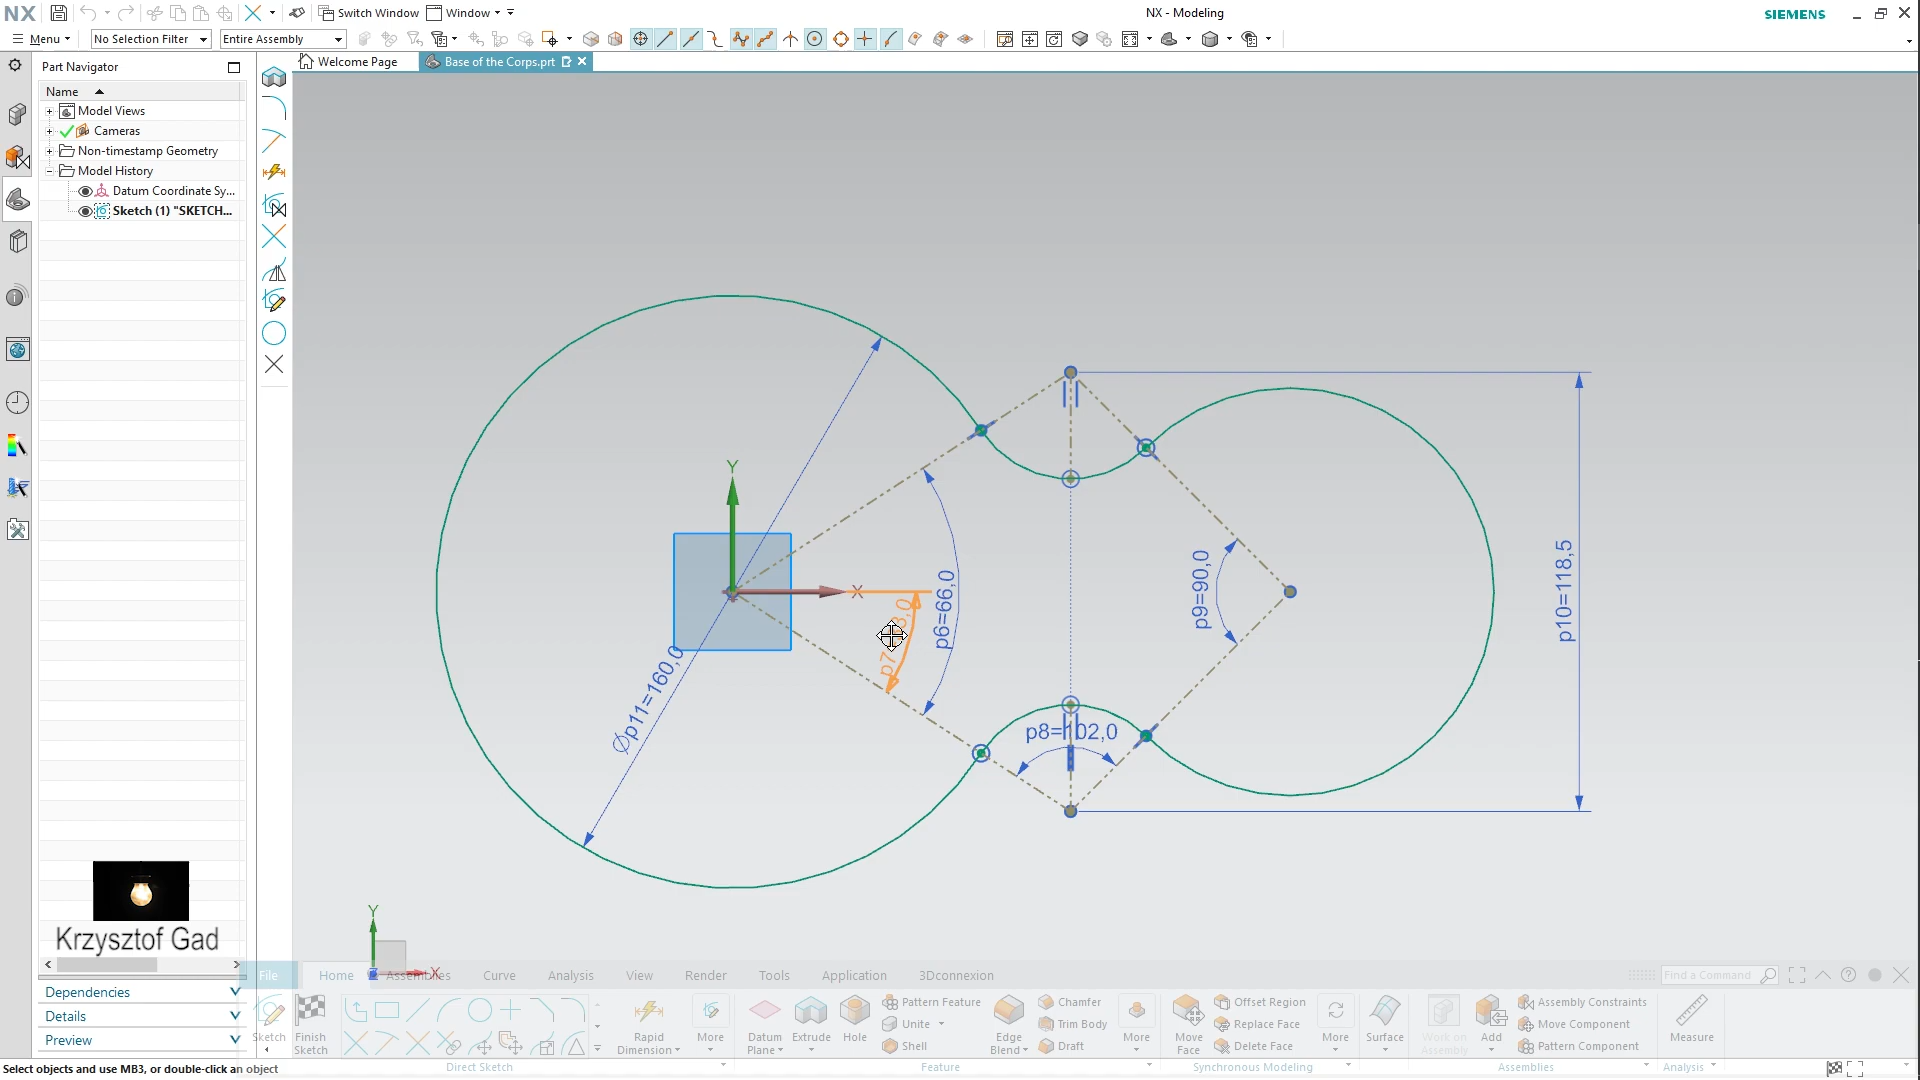 NX
Switch Window
Window
NX - Modeling
SIEMENS
Menu
No Selection Filter
Entire Assembly
Part Navigator
Welcome Page
Base of the Corps.prt
Name
Model Views
Cameras
Non-timestamp Geometry
Model History
Datum Coordinate Sy...
Sketch (1) "SKETCH...
Y
X
p6=66,0
p9=90,0
p10=118,5
Øp11=160,0
p8=102,0
Krzysztof Gad
Y
X
File
Home
Assemblies
Curve
Analysis
View
Render
Tools
Application
3Dconnexion
Find a Command
Dependencies
Details
Preview
Sketch
Finish Sketch
Rapid Dimension
More
Datum Plane
Extrude
Hole
Pattern Feature
Unite
Shell
Edge Blend
Chamfer
Trim Body
Draft
More
Move Face
Offset Region
Replace Face
Delete Face
More
Surface
Work on Assembly
Add
Assembly Constraints
Move Component
Pattern Component
Measure
Direct Sketch
Feature
Synchronous Modeling
Assemblies
Analysis
Select objects and use MB3, or double-click an object